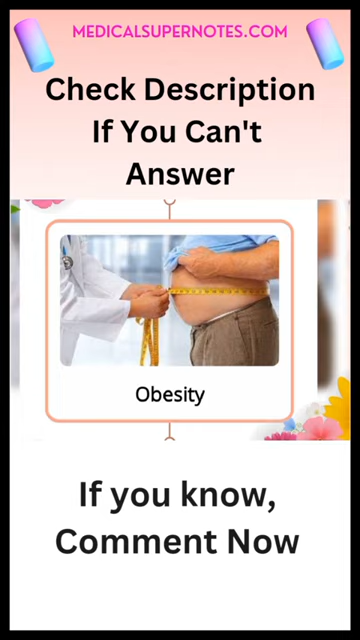 MEDICALSUPERNOTES.COM
Check Description
If You Can't
Answer
Obesity
If you know,
Comment Now